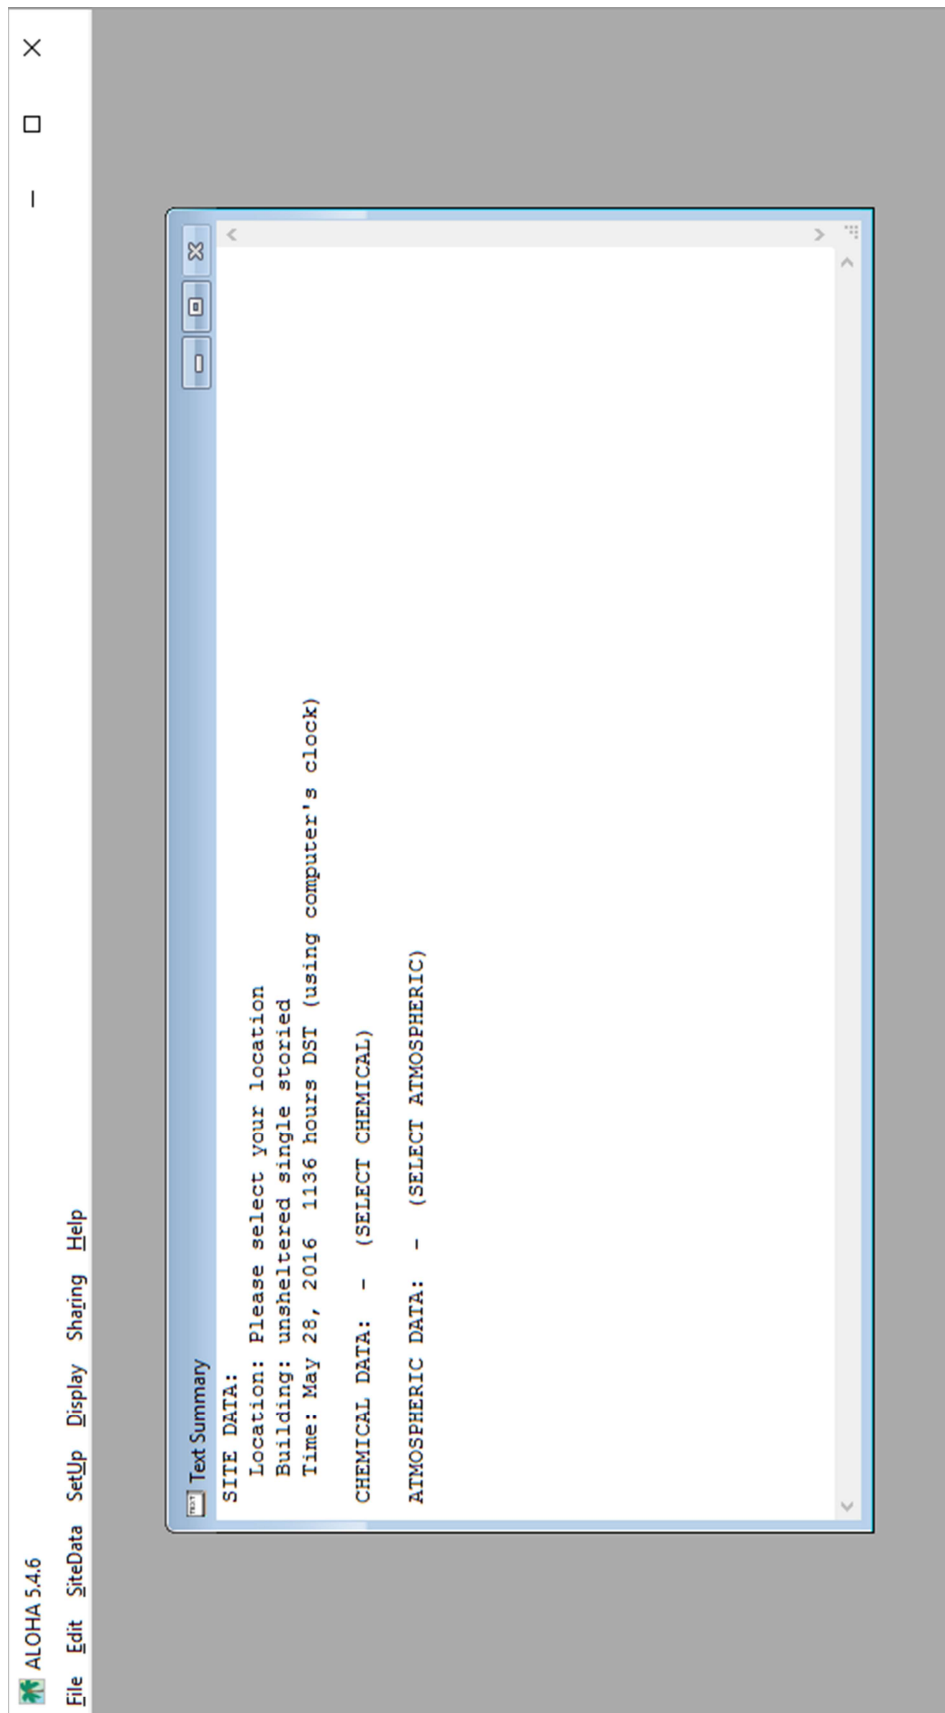 ALOHA 5.4.6
File Edit SiteData SetUp Display Sharing Help
Text Summary
SITE DATA:
Location: Please select your location
Building: unsheltered single storied
Time: May 28, 2016 1136 hours DST (using computer's clock)
CHEMICAL DATA: - (SELECT CHEMICAL)
ATMOSPHERIC DATA: - (SELECT ATMOSPHERIC)